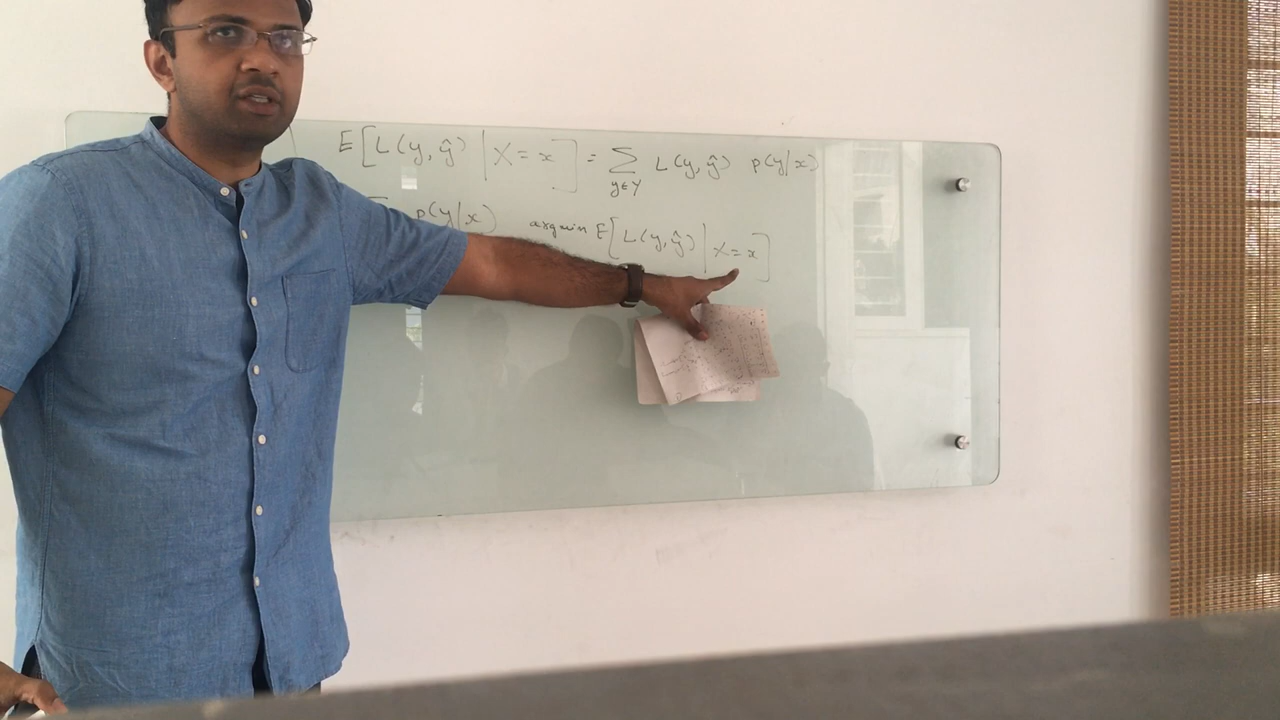 E[L(y,ŷ) | X=x] = ∑ y∈Y L(y,ŷ) p(y|x)
p(y|x) argmin E[L(y,ŷ) | X=x]